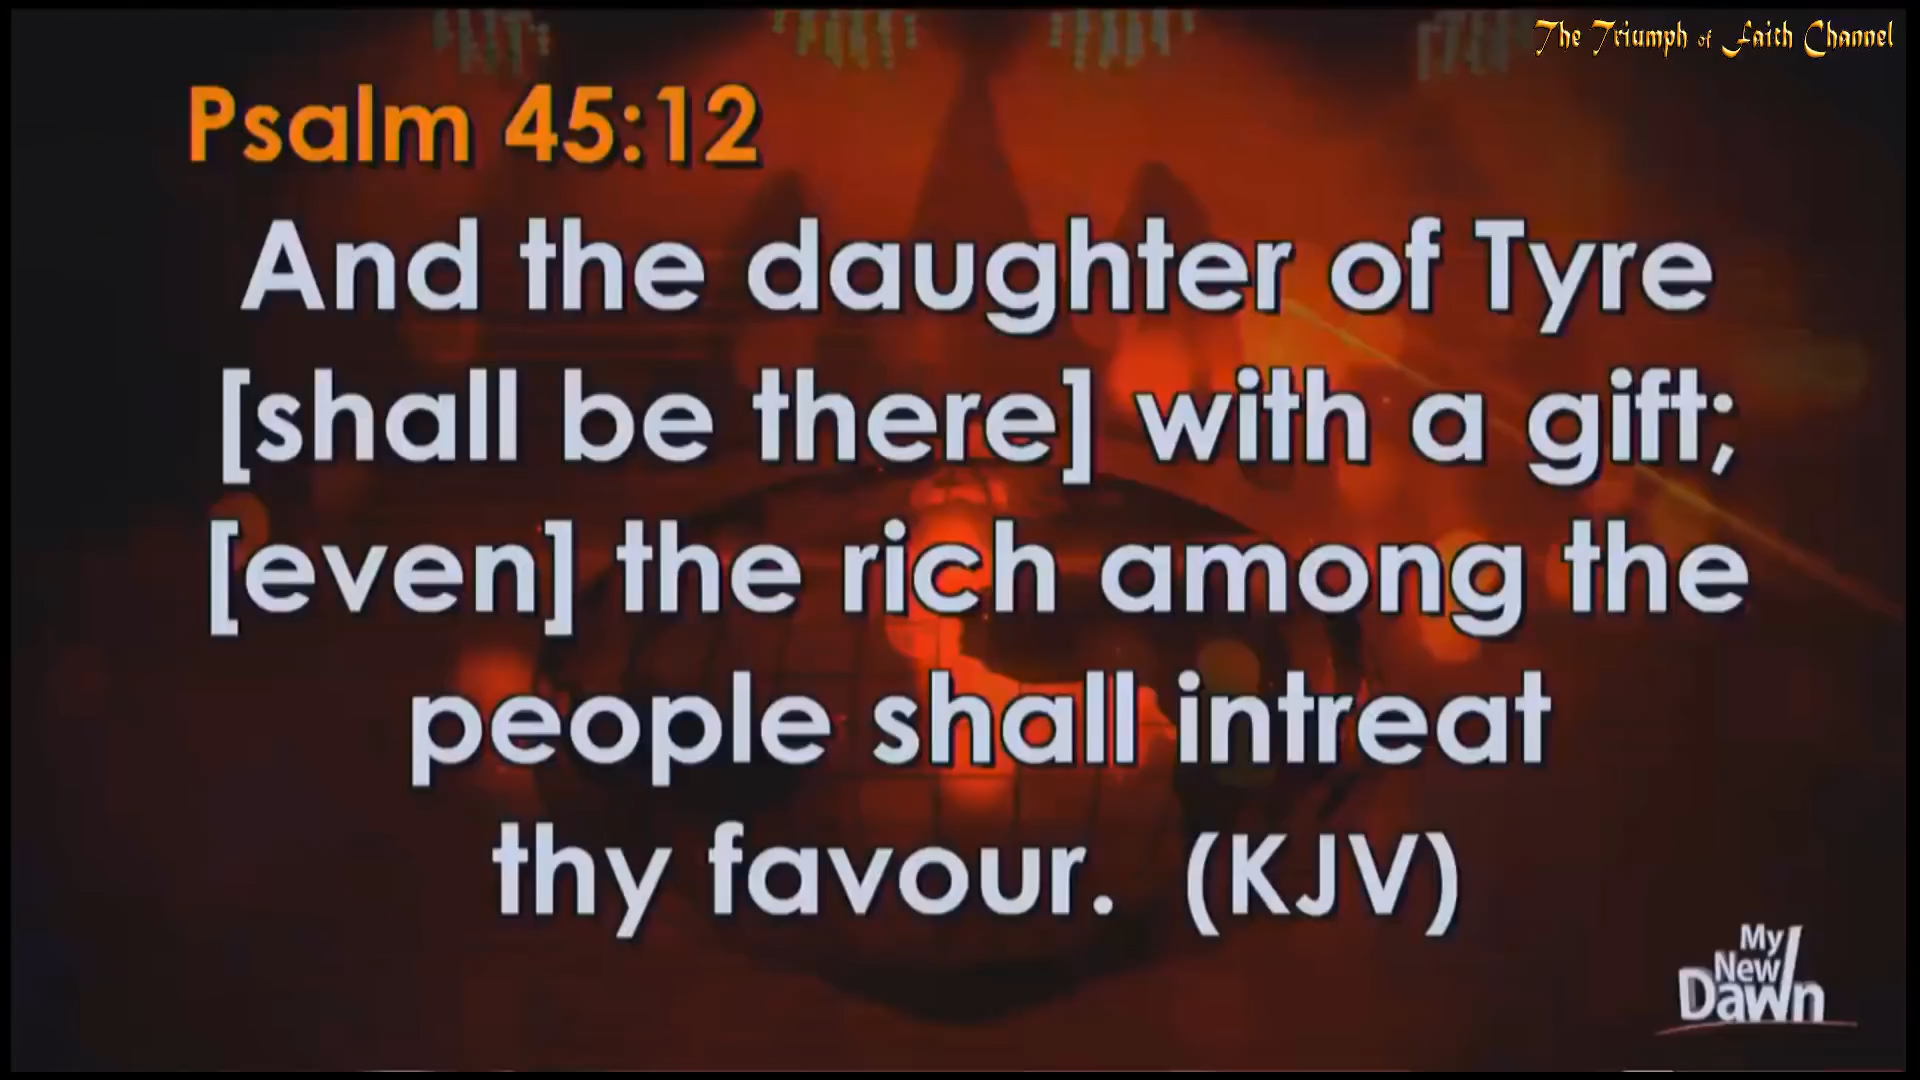 The Triumph of Faith Channel
Psalm 45:12
And the daughter of Tyre
[shall be there] with a gift;
[even] the rich among the
people shall intreat
thy favour. (KJV)
My
New
Dawn